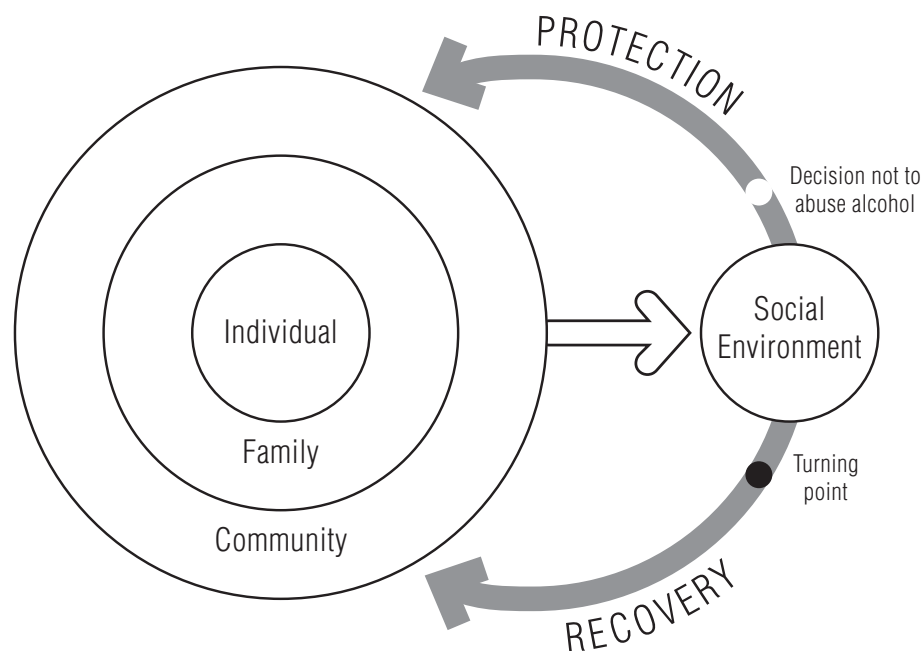 PROTECTION
Decision not to
abuse alcohol
Social
Environment
Individual
Family
Community
Turning
point
RECOVERY